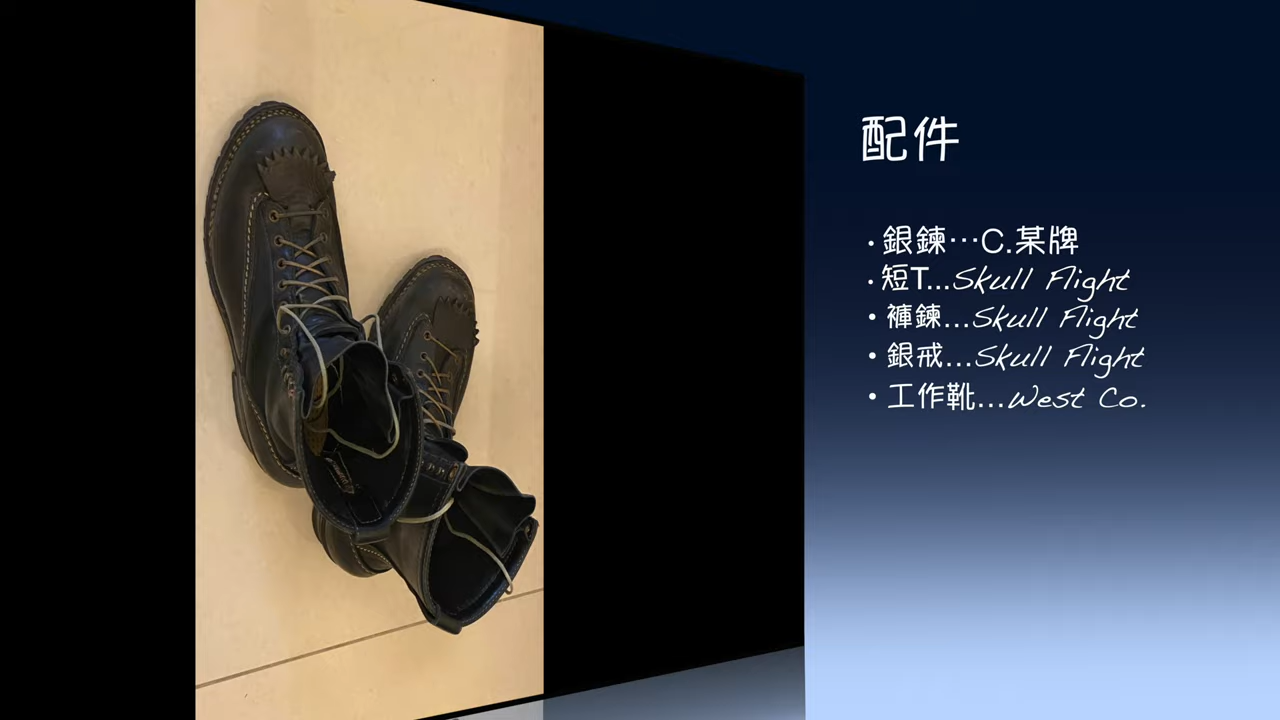 配件
·銀鍊…C.某牌
·短T...Skull Flight
•褲鍊...Skull Flight
•銀戒...Skull Flight
•工作靴...West Co.